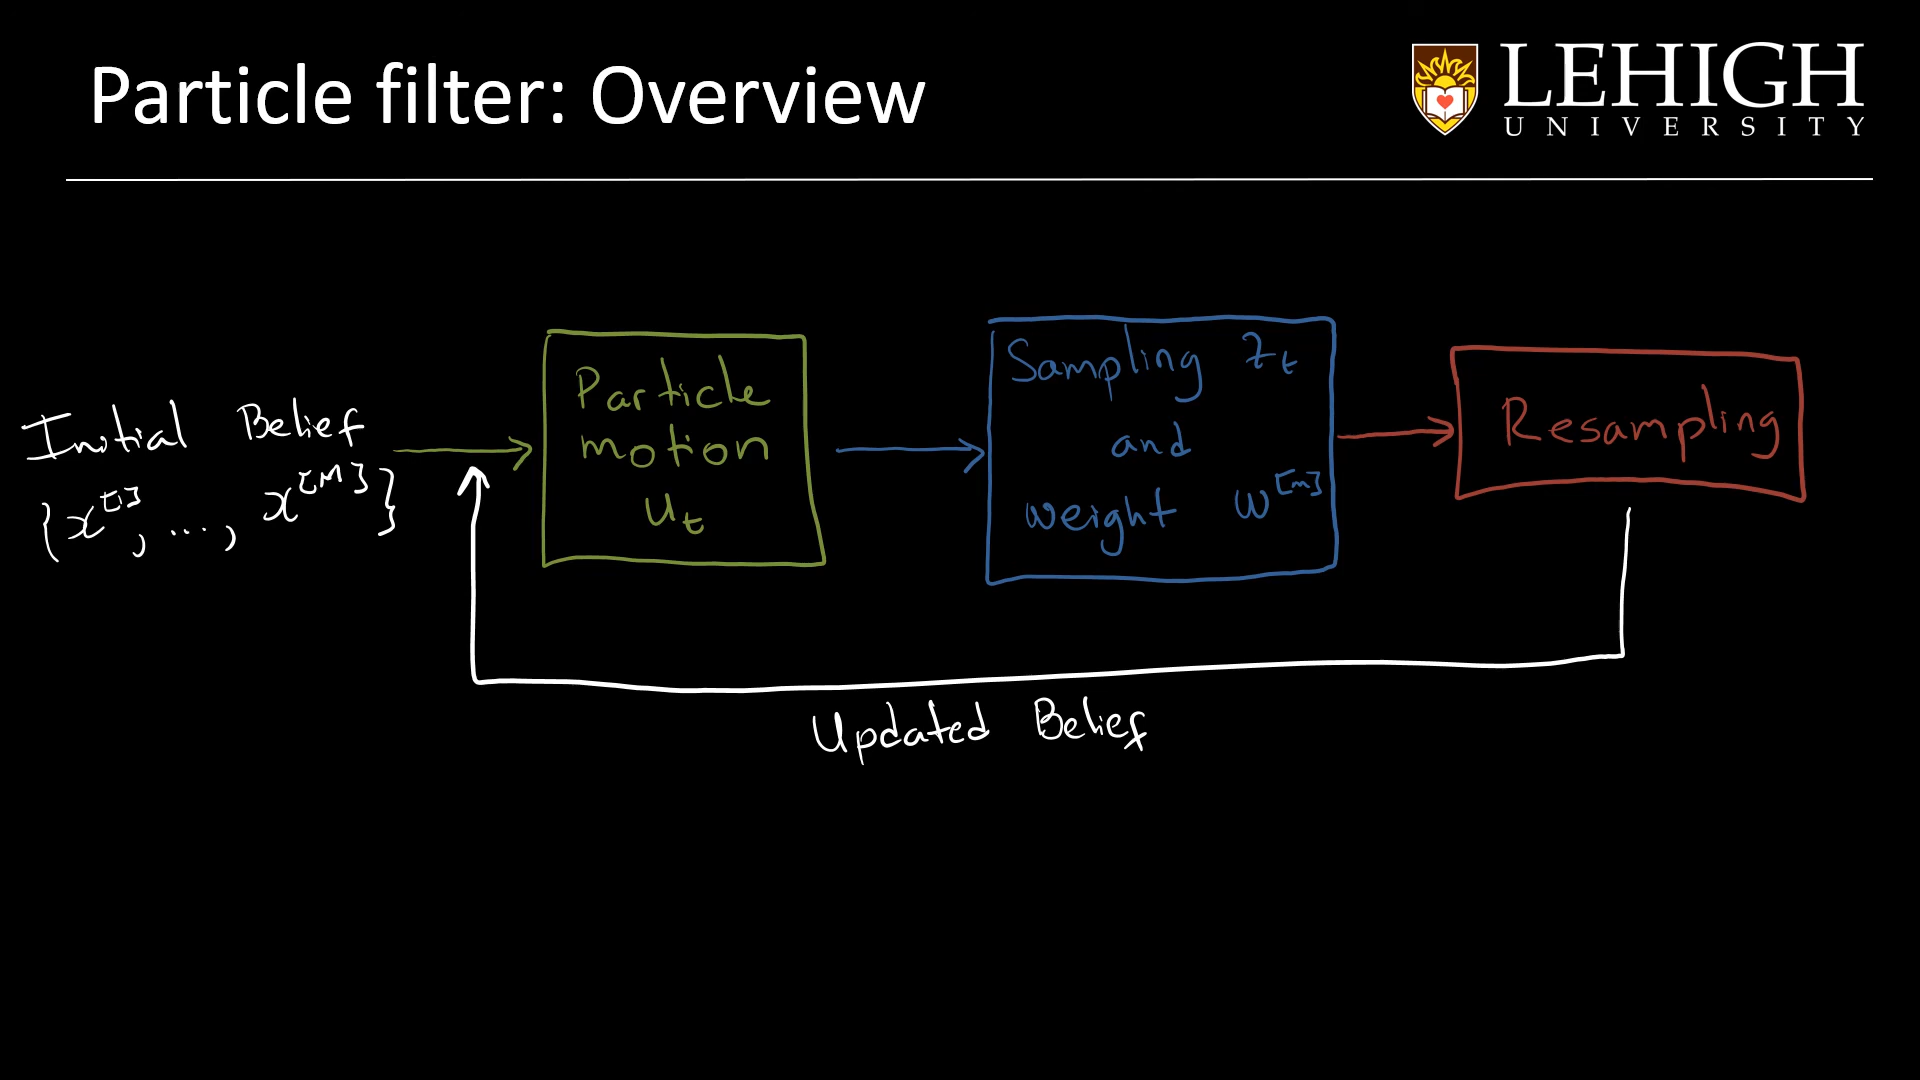 Particle filter: Overview
LEHIGH
UNIVERSITY
Initial Belief
{x^[1], ..., x^[M]}
Particle
motion
u_t
Sampling z_t
and
weight w^[m]
Resampling
Updated Belief